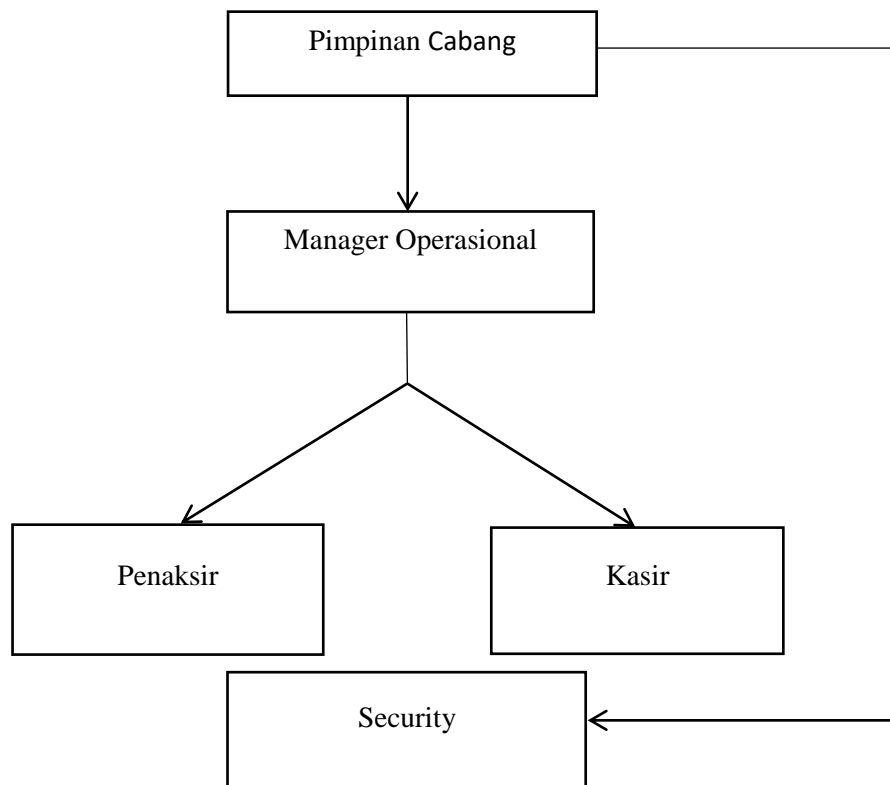 Pimpinan Cabang
Manager Operasional
Penaksir
Kasir
Security